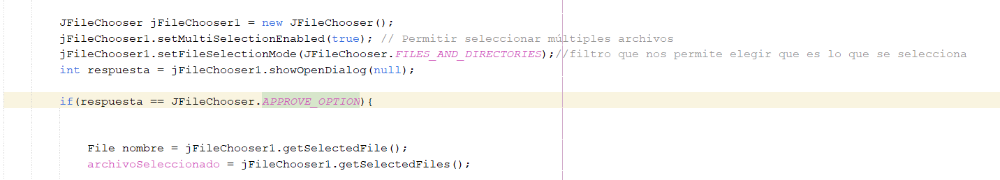 JFileChooser jFileChooser1 = new JFileChooser();
jFileChooser1.setMultiSelectionEnabled(true); // Permitir seleccionar múltiples archivos
jFileChooser1.setFileSelectionMode(JFileChooser.FILES_AND_DIRECTORIES);//filtro que nos permite elegir que es lo que se selecciona
int respuesta = jFileChooser1.showOpenDialog(null);
if(respuesta == JFileChooser.APPROVE_OPTION){
File nombre = jFileChooser1.getSelectedFile();
archivoSeleccionado = jFileChooser1.getSelectedFiles();